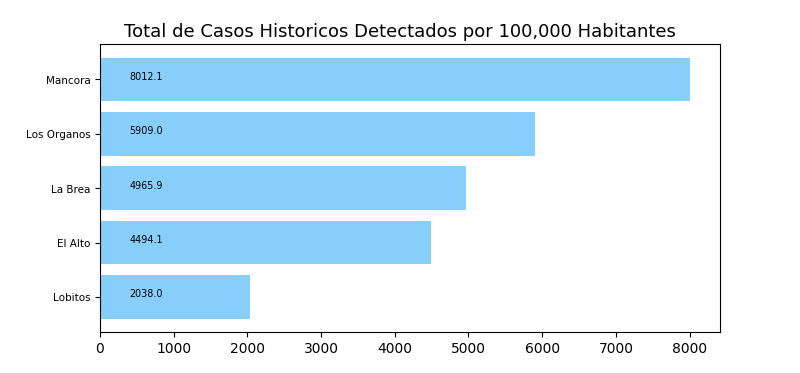 Total de Casos Historicos Detectados por 100,000 Habitantes
Mancora 8012.1
Los Organos 5909.0
La Brea 4965.9
El Alto 4494.1
Lobitos 2038.0
0 1000 2000 3000 4000 5000 6000 7000 8000